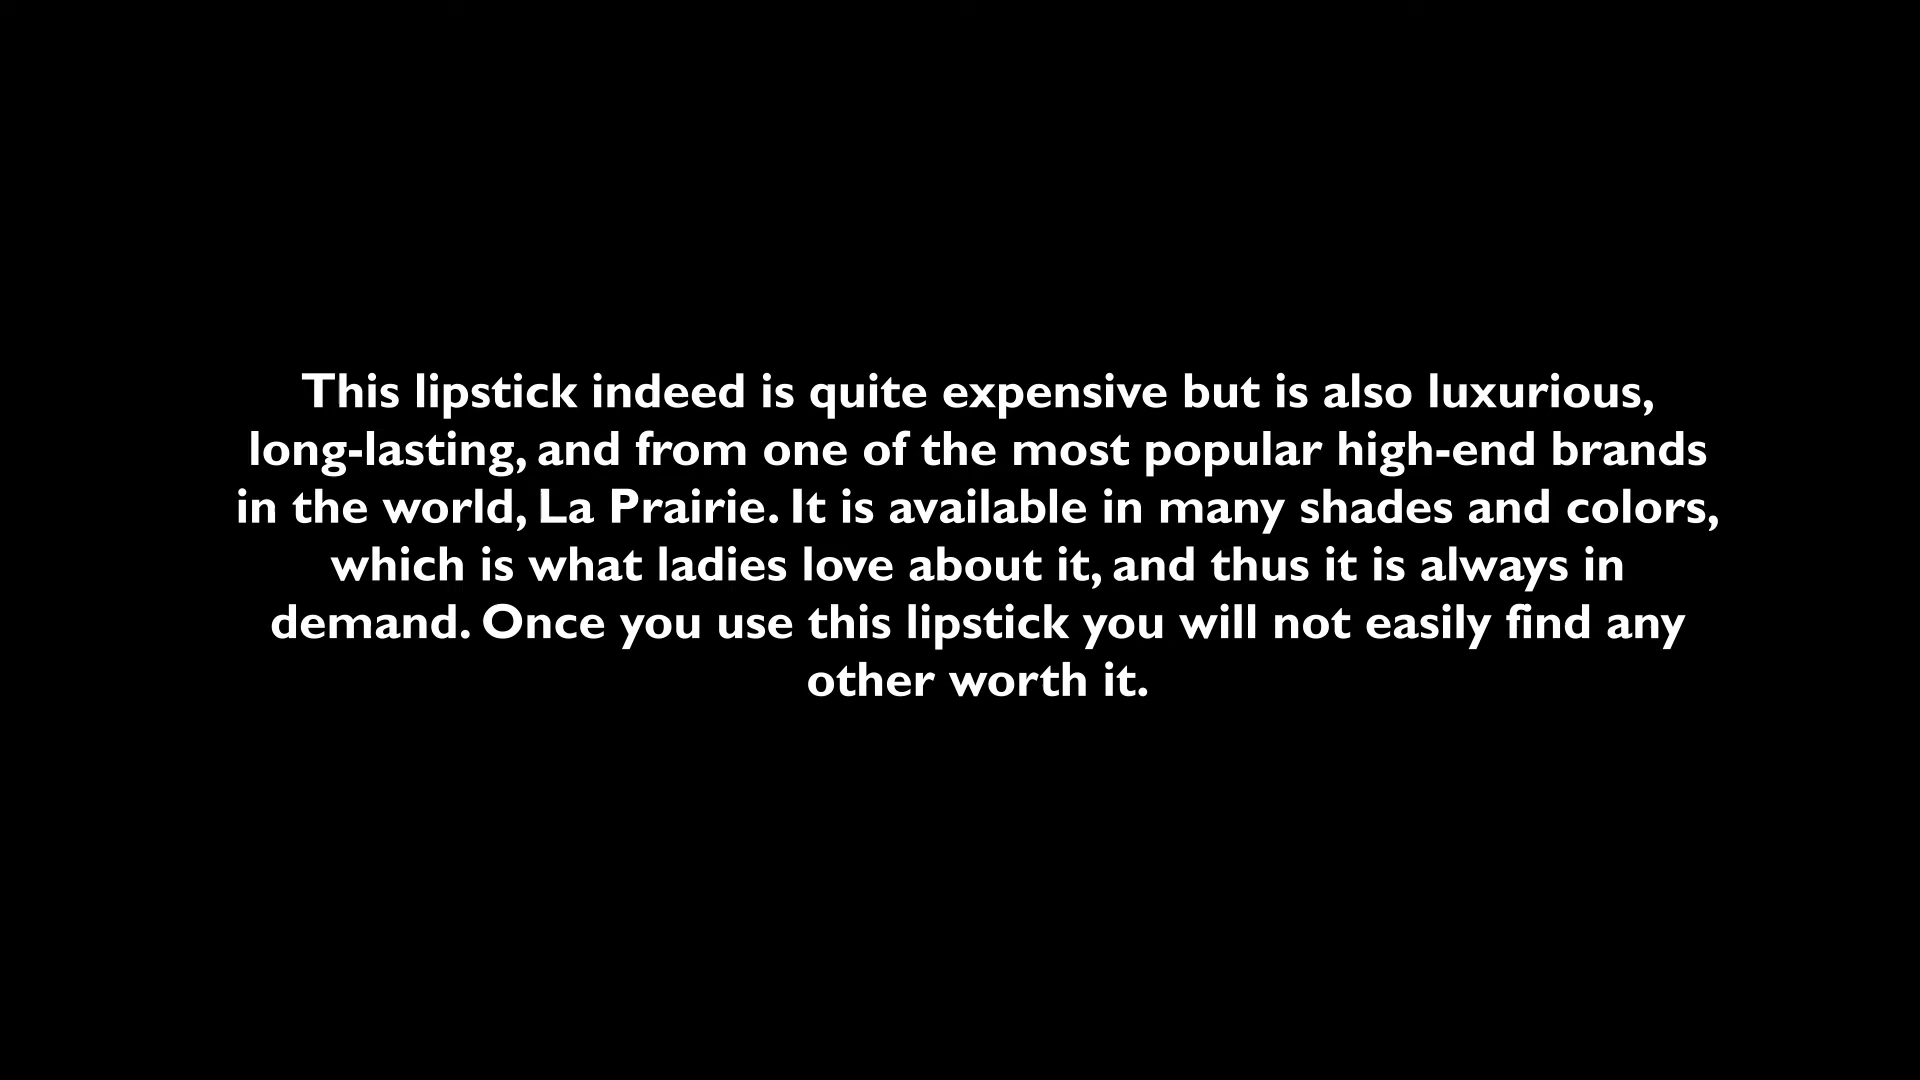 This lipstick indeed is quite expensive but is also luxurious,
long-lasting, and from one of the most popular high-end brands
in the world, La Prairie. It is available in many shades and colors,
which is what ladies love about it, and thus it is always in
demand. Once you use this lipstick you will not easily find any
other worth it.